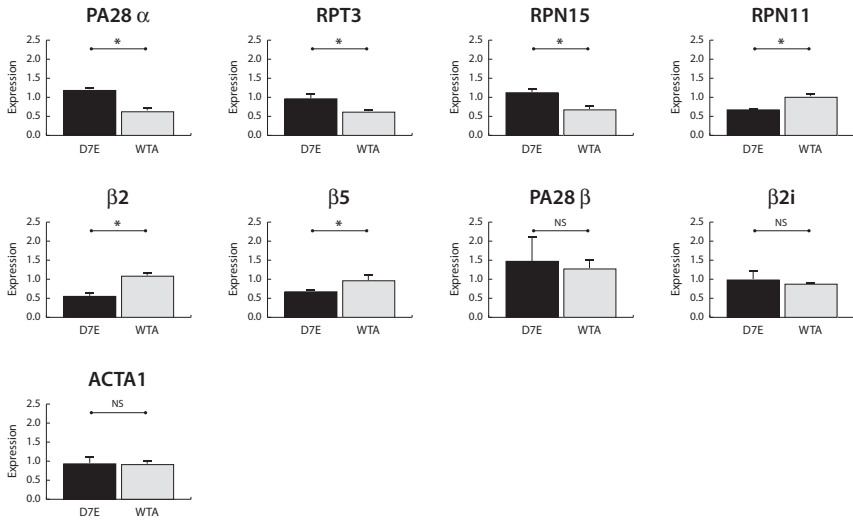 PA28 α
RPT3
RPN15
RPN11
Expression
2.5
2.0
1.5
1.0
0.5
0.0
*
D7E WTA
Expression
2.5
2.0
1.5
1.0
0.5
0.0
*
D7E WTA
Expression
2.5
2.0
1.5
1.0
0.5
0.0
*
D7E WTA
Expression
2.5
2.0
1.5
1.0
0.5
0.0
*
D7E WTA
β2
β5
PA28 β
β2i
Expression
2.5
2.0
1.5
1.0
0.5
0.0
*
D7E WTA
Expression
2.5
2.0
1.5
1.0
0.5
0.0
*
D7E WTA
Expression
2.5
2.0
1.5
1.0
0.5
0.0
NS
D7E WTA
Expression
2.5
2.0
1.5
1.0
0.5
0.0
NS
D7E WTA
ACTA1
Expression
2.5
2.0
1.5
1.0
0.5
0.0
NS
D7E WTA